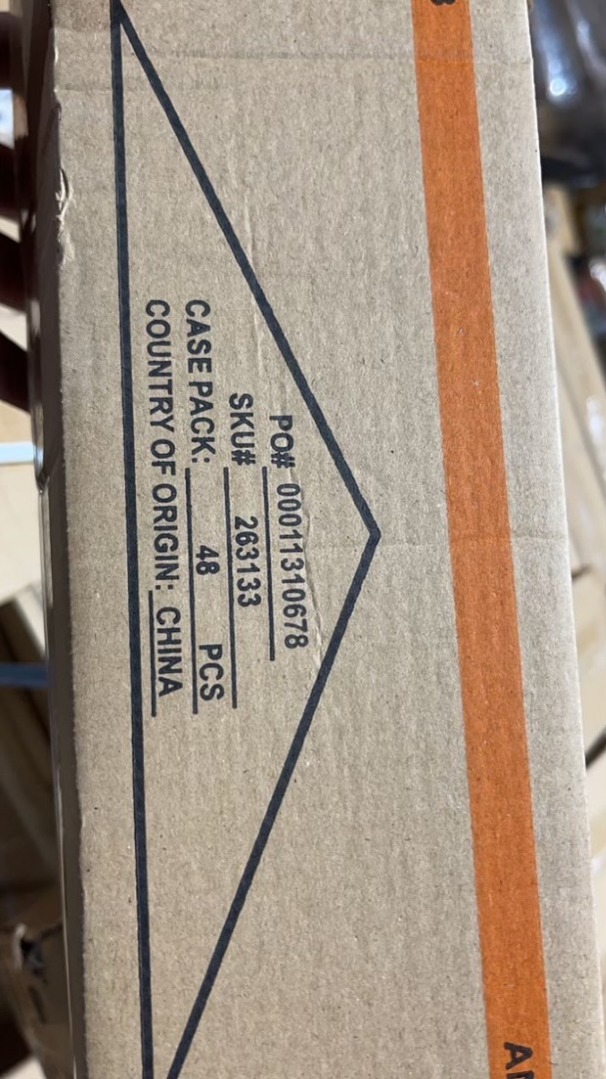 PO# 00011310678
SKU# 263133
CASE PACK: 48 PCS
COUNTRY OF ORIGIN: CHINA